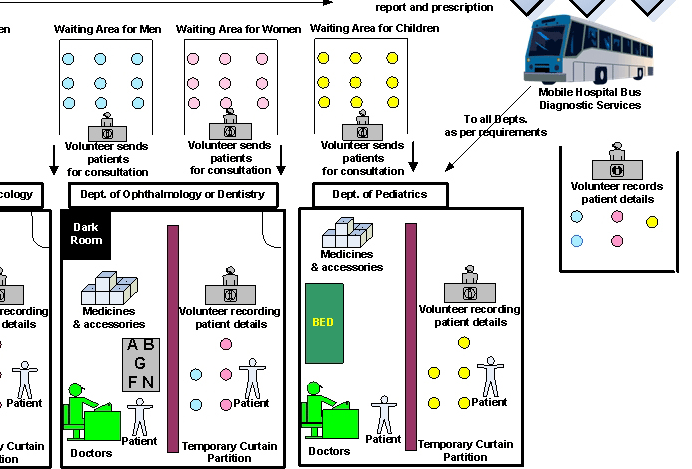 report and prescription
en
Waiting Area for Men
Waiting Area for Women
Waiting Area for Children
Mobile Hospital Bus
Diagnostic Services
To all Depts.
as per requirements
Volunteer sends
patients
for consultation
Volunteer sends
patients
for consultation
Volunteer sends
patients
for consultation
Volunteer records
patient details
cology
Dept. of Ophthalmology or Dentistry
Dept. of Pediatrics
Dark
Room
Medicines
& accessories
Medicines
& accessories
recording
details
Volunteer recording
patient details
Volunteer recording
patient details
BED
A B
G
F N
Patient
Patient
Patient
Patient
Patient
Doctors
Doctors
y Curtain
ition
Temporary Curtain
Partition
Temporary Curtain
Partition